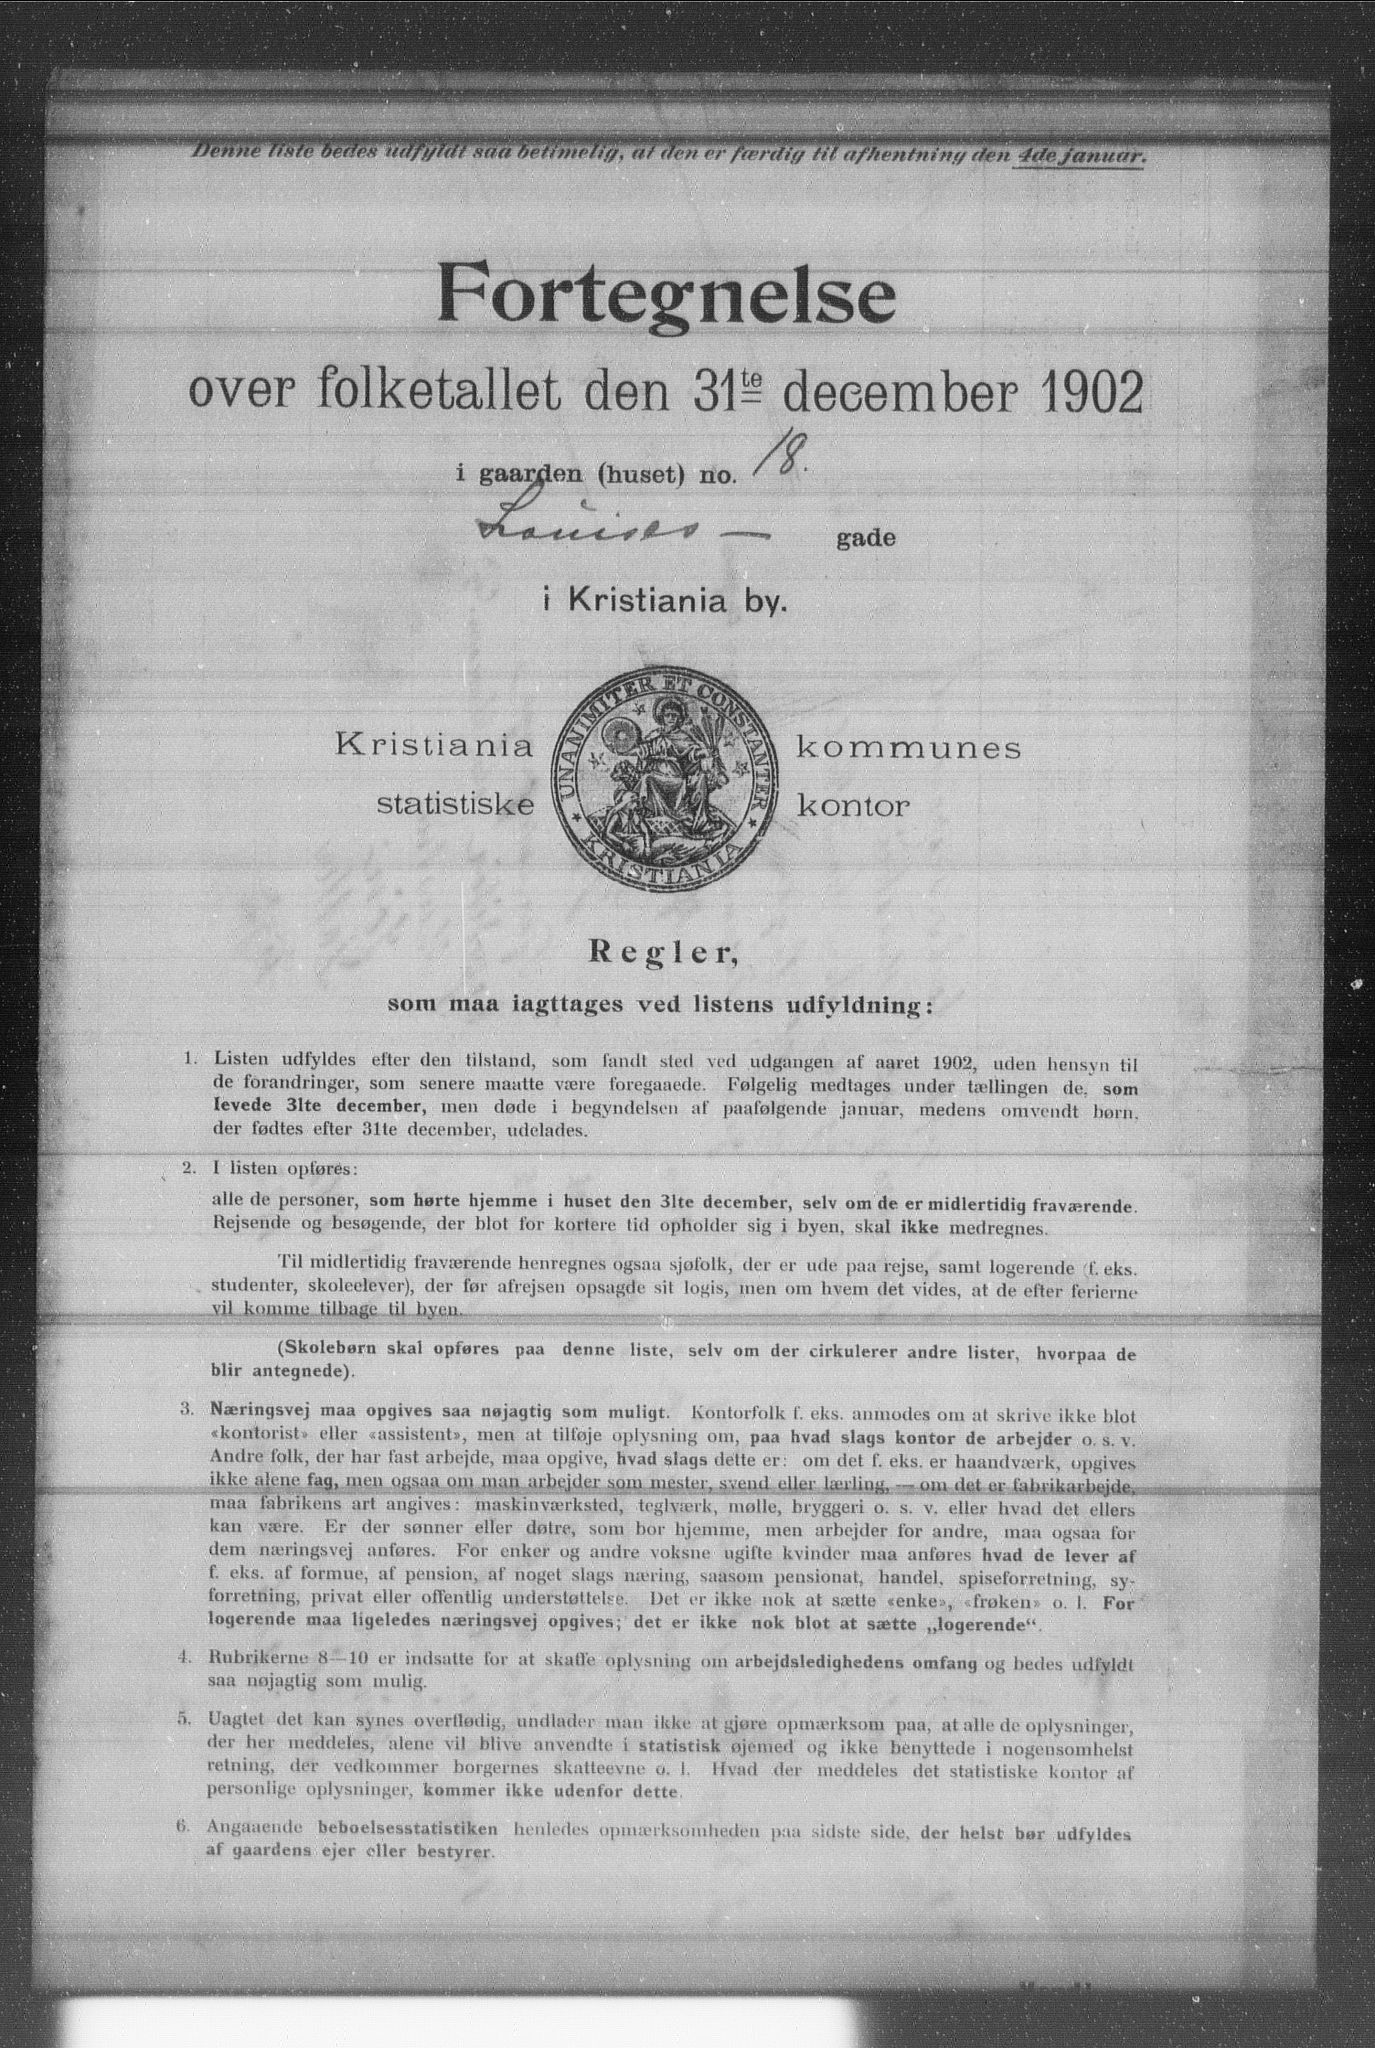 Denne liste bedes udfyldt saa betimelig, at den er færdig til afhentning den 4de januar.
Fortegnelse
over folketallet den 31te december 1902
i gaarden (huset) no. 18.
Louises — gade
i Kristiania by.
UNANIMITER ET CONSTANTER
KRISTIANIA
Kristiania kommunes
statistiske kontor
Regler,
som maa iagttages ved listens udfyldning:
1. Listen udfyldes efter den tilstand, som fandt sted ved udgangen af aaret 1902, uden hensyn til
de forandringer, som senere maatte være foregaaede. Følgelig medtages under tællingen de, som
levede 31te december, men døde i begyndelsen af paafølgende januar, medens omvendt børn,
der fødtes efter 31te december, udelades.
2. I listen opføres:
alle de personer, som hørte hjemme i huset den 31te december, selv om de er midlertidig fraværende.
Rejsende og besøgende, der blot for kortere tid opholder sig i byen, skal ikke medregnes.
Til midlertidig fraværende henregnes ogsaa sjøfolk, der er ude paa rejse, samt logerende (f. eks.
studenter, skoleelever), der før afrejsen opsagde sit logis, men om hvem det vides, at de efter ferierne
vil komme tilbage til byen.
(Skolebørn skal opføres paa denne liste, selv om der cirkulerer andre lister, hvorpaa de
blir antegnede).
3. Næringsvej maa opgives saa nøjagtig som muligt. Kontorfolk f. eks. anmodes om at skrive ikke blot
«kontorist» eller «assistent», men at tilføje oplysning om, paa hvad slags kontor de arbejder o. s. v.
Andre folk, der har fast arbejde, maa opgive, hvad slags dette er: om det f. eks. er haandværk, opgives
ikke alene fag, men ogsaa om man arbejder som mester, svend eller lærling, — om det er fabrikarbejde,
maa fabrikens art angives: maskinværksted, teglværk, mølle, bryggeri o. s. v. eller hvad det ellers
kan være. Er der sønner eller døtre, som bor hjemme, men arbejder for andre, maa ogsaa for
dem næringsvej anføres. For enker og andre voksne ugifte kvinder maa anføres hvad de lever af
f. eks. af formue, af pension, af noget slags næring, saasom pensionat, handel, spiseforretning, sy-
forretning, privat eller offentlig understøttelse. Det er ikke nok at sætte «enke», «frøken» o. l. For
logerende maa ligeledes næringsvej opgives; det er ikke nok blot at sætte „logerende“.
4. Rubrikerne 8—10 er indsatte for at skaffe oplysning om arbejdsledighedens omfang og bedes udfyldt
saa nøjagtig som mulig.
5. Uagtet det kan synes overflødig, undlader man ikke at gjøre opmærksom paa, at alle de oplysninger,
der her meddeles, alene vil blive anvendte i statistisk øjemed og ikke benyttede i nogensomhelst
retning, der vedkommer borgernes skatteevne o. l. Hvad der meddeles det statistiske kontor af
personlige oplysninger, kommer ikke udenfor dette.
6. Angaaende beboelsesstatistiken henledes opmærksomheden paa sidste side, der helst bør udfyldes
af gaardens ejer eller bestyrer.